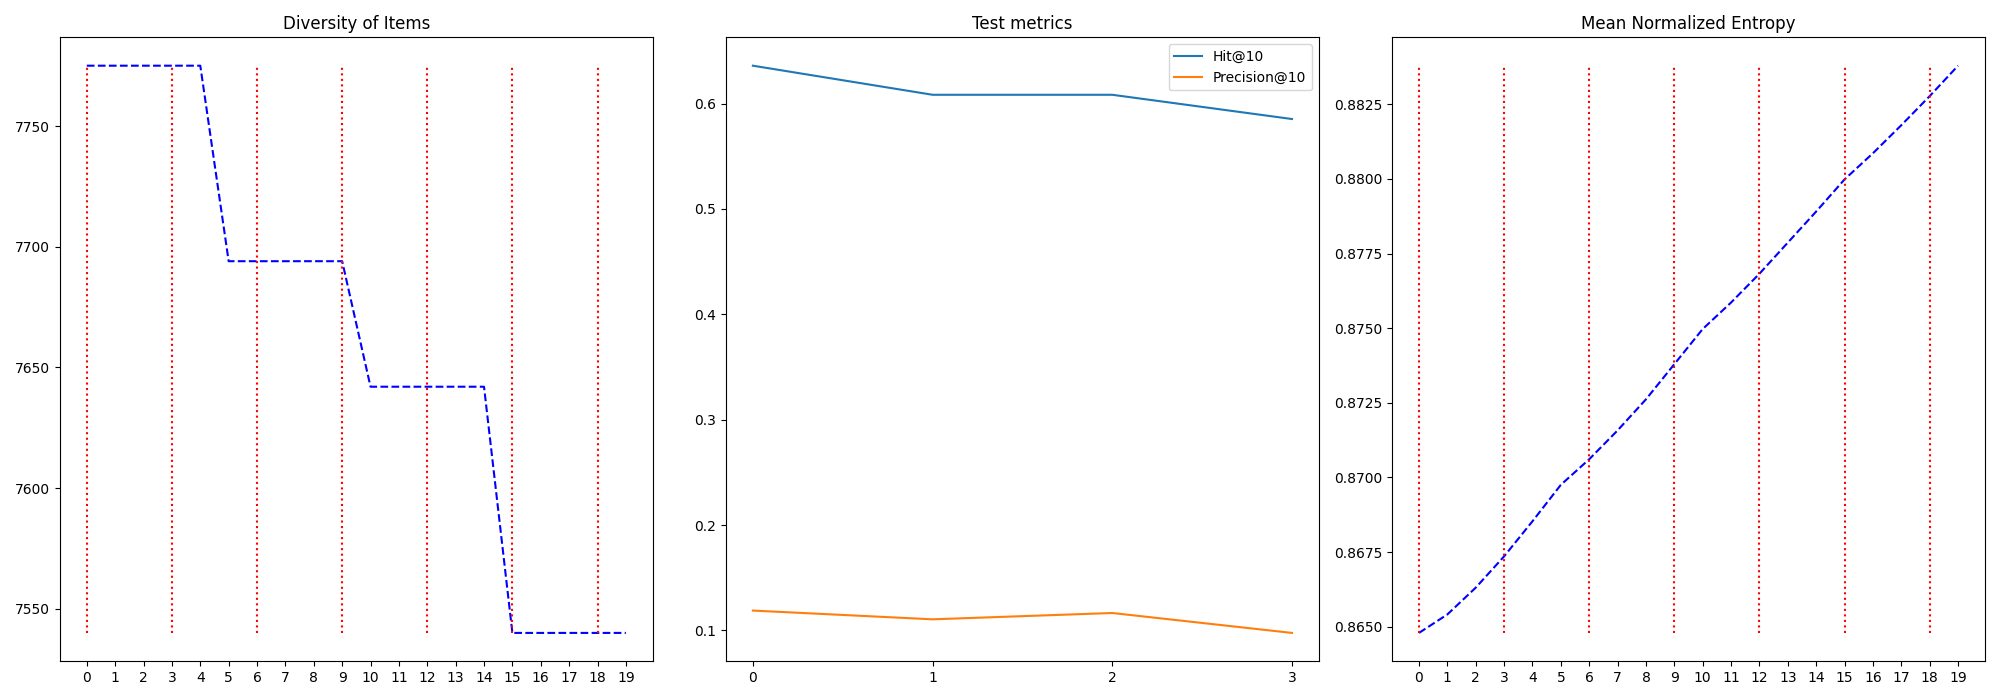 Diversity of Items
7750
7700
7650
7600
7550
0 1 2 3 4 5 6 7 8 9 10 11 12 13 14 15 16 17 18 19
Test metrics
Hit@10
Precision@10
0.6
0.5
0.4
0.3
0.2
0.1
0 1 2 3
Mean Normalized Entropy
0.8825
0.8800
0.8775
0.8750
0.8725
0.8700
0.8675
0.8650
0 1 2 3 4 5 6 7 8 9 10 11 12 13 14 15 16 17 18 19